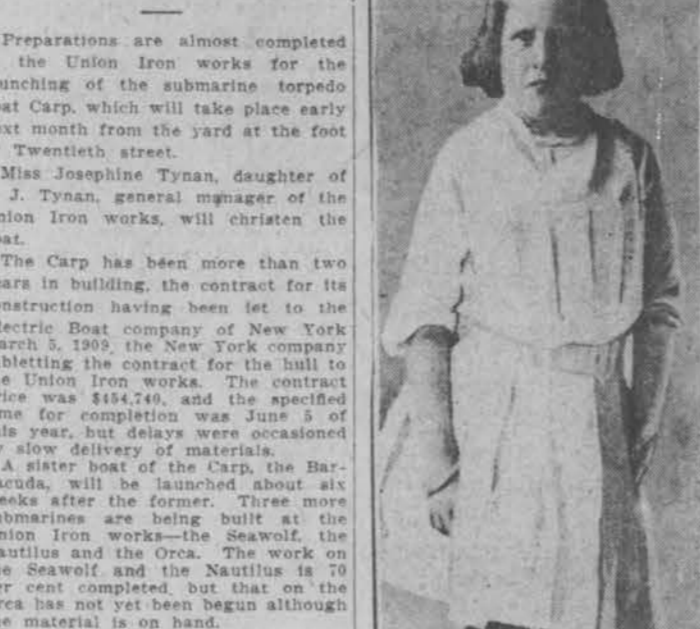 Preparations are almost completed
the Union Iron works for the
unching of the submarine torpedo
at Carp, which will take place early
xt month from the yard at the foot
Twentieth street.
Miss Josephine Tynan, daughter of
J. Tynan, general manager of the
nion Iron works, will christen the
at.
The Carp has been more than two
ars in building, the contract for its
nstruction having been let to the
lectric Boat company of New York
arch 5, 1909, the New York company
bletting the contract for the hull to
e Union Iron works. The contract
ice was $454,740, and the specified
me for completion was June 5 of
is year, but delays were occasioned
y slow delivery of materials.
A sister boat of the Carp, the Bar-
acuda, will be launched about six
eeks after the former. Three more
ubmarines are being built at the
nion Iron works—the Seawolf, the
autilus and the Orca. The work on
e Seawolf and the Nautilus is 70
er cent completed, but that on the
rca has not yet been begun although
e material is on hand.